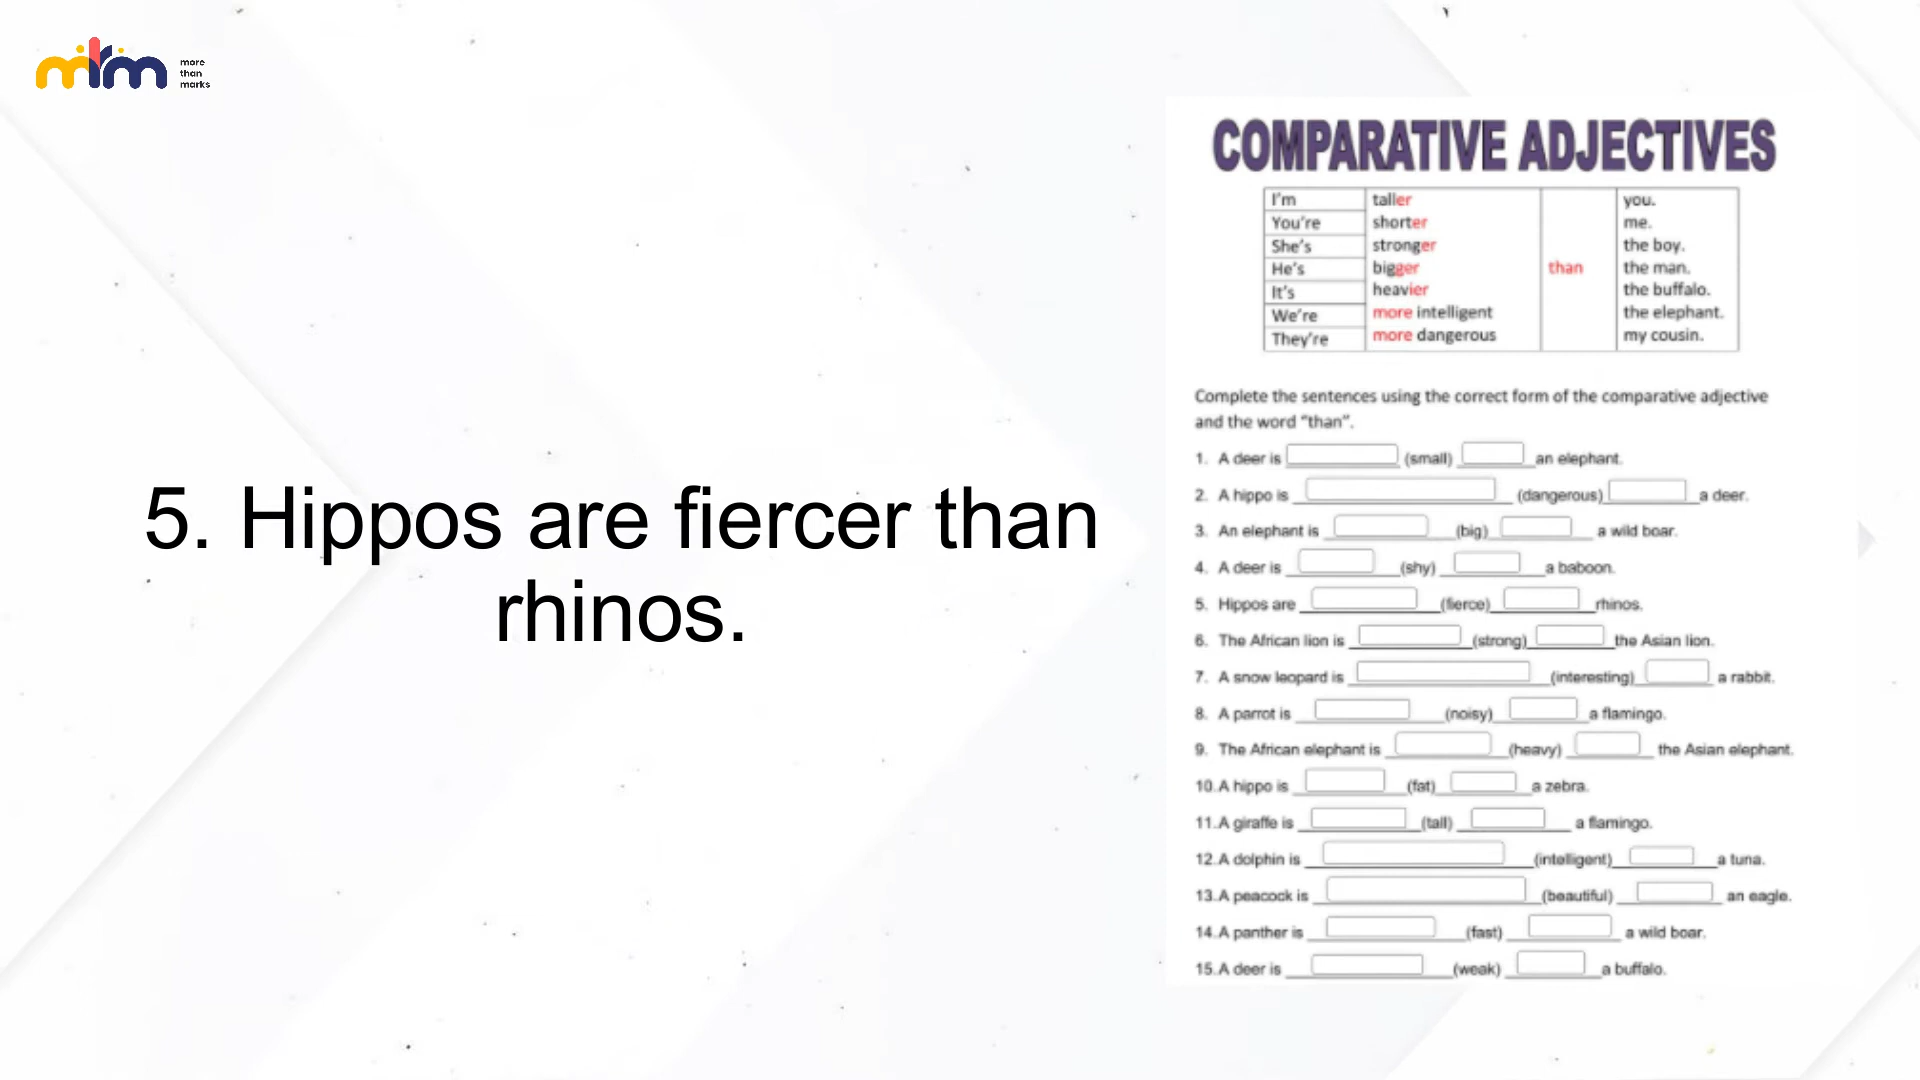 mtm
more
than
marks
5. Hippos are fiercer than
rhinos.
COMPARATIVE ADJECTIVES
I'm taller you.
You're shorter me.
She's stronger the boy.
He's bigger than the man.
It's heavier the buffalo.
We're more intelligent the elephant.
They're more dangerous my cousin.
Complete the sentences using the correct form of the comparative adjective
and the word "than".
1. A deer is (small) an elephant.
2. A hippo is (dangerous) a deer.
3. An elephant is (big) a wild boar.
4. A deer is (shy) a baboon.
5. Hippos are (fierce) rhinos.
6. The African lion is (strong) the Asian lion.
7. A snow leopard is (interesting) a rabbit.
8. A parrot is (noisy) a flamingo.
9. The African elephant is (heavy) the Asian elephant.
10. A hippo is (fat) a zebra.
11. A giraffe is (tall) a flamingo.
12. A dolphin is (intelligent) a tuna.
13. A peacock is (beautiful) an eagle.
14. A panther is (fast) a wild boar.
15. A deer is (weak) a buffalo.